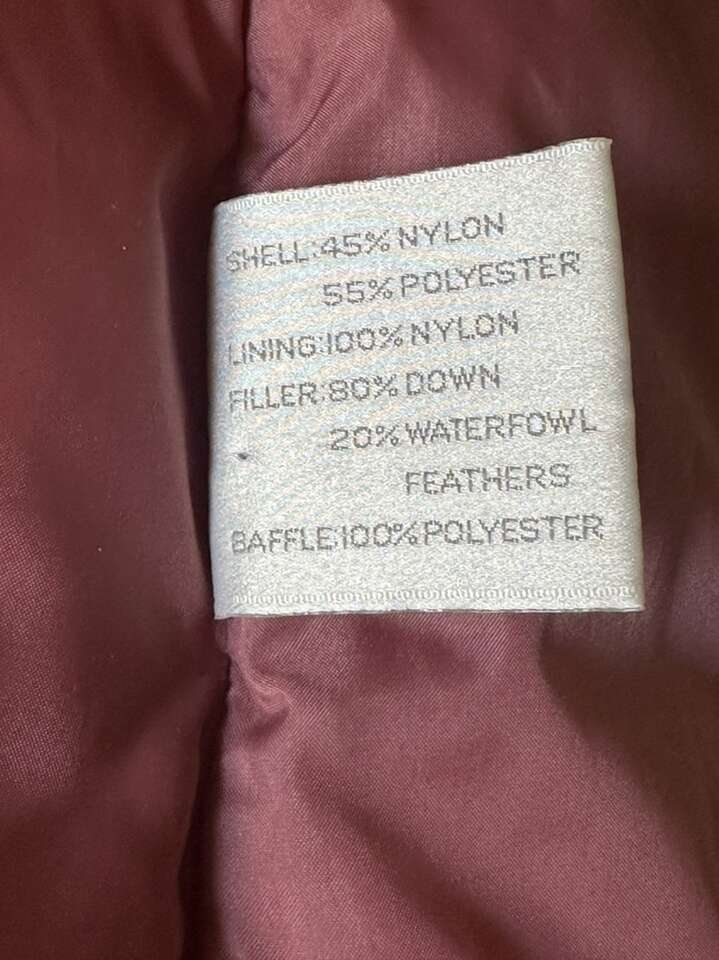 SHELL:45% NYLON
55% POLYESTER
LINING:100% NYLON
FILLER:80% DOWN
20% WATERFOWL
FEATHERS
BAFFLE:100% POLYESTER